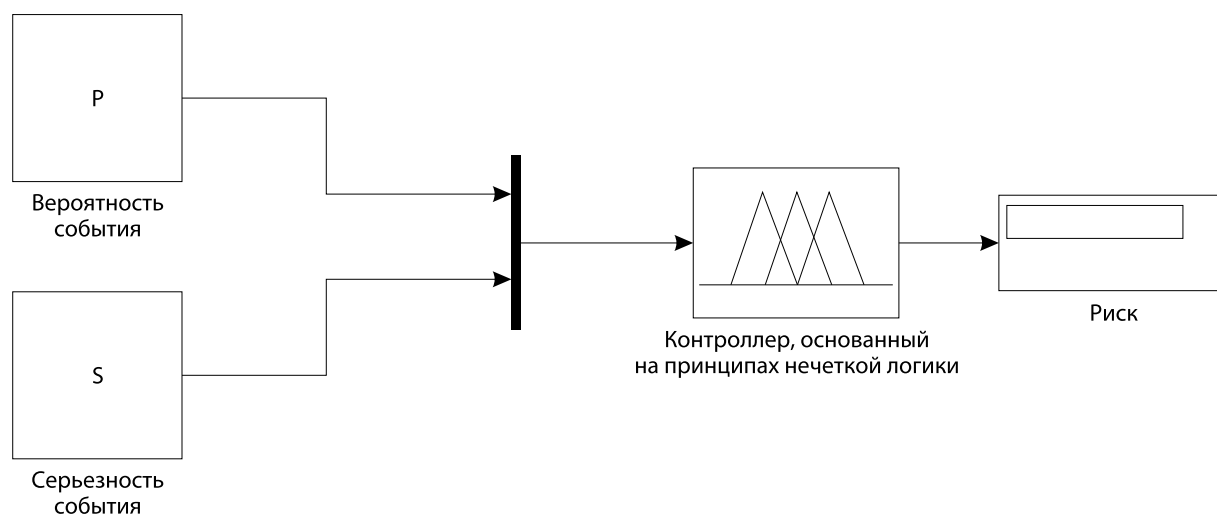 P
Вероятность
события
S
Серьезность
события
Контроллер, основанный
на принципах нечеткой логики
Риск